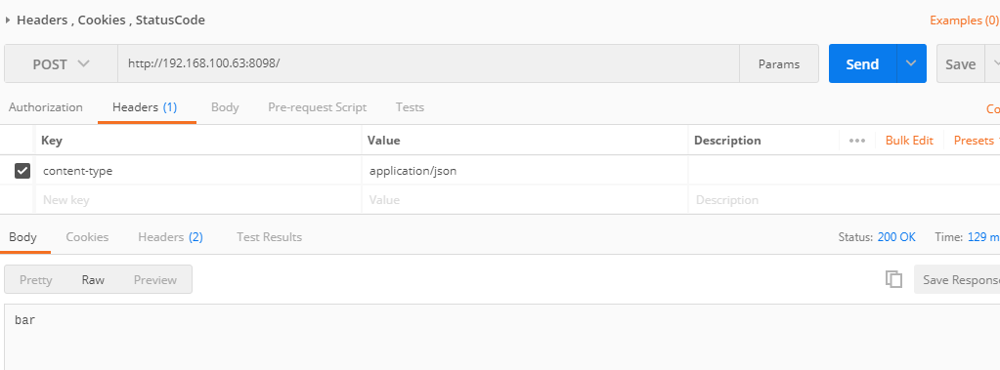 Headers , Cookies , StatusCode Examples (0)
POST http://192.168.100.63:8098/ Params Send Save
Authorization Headers (1) Body Pre-request Script Tests Co
Key Value Description ••• Bulk Edit Presets
content-type application/json
New key Value Description
Body Cookies Headers (2) Test Results Status: 200 OK Time: 129 m
Pretty Raw Preview Save Respons
bar